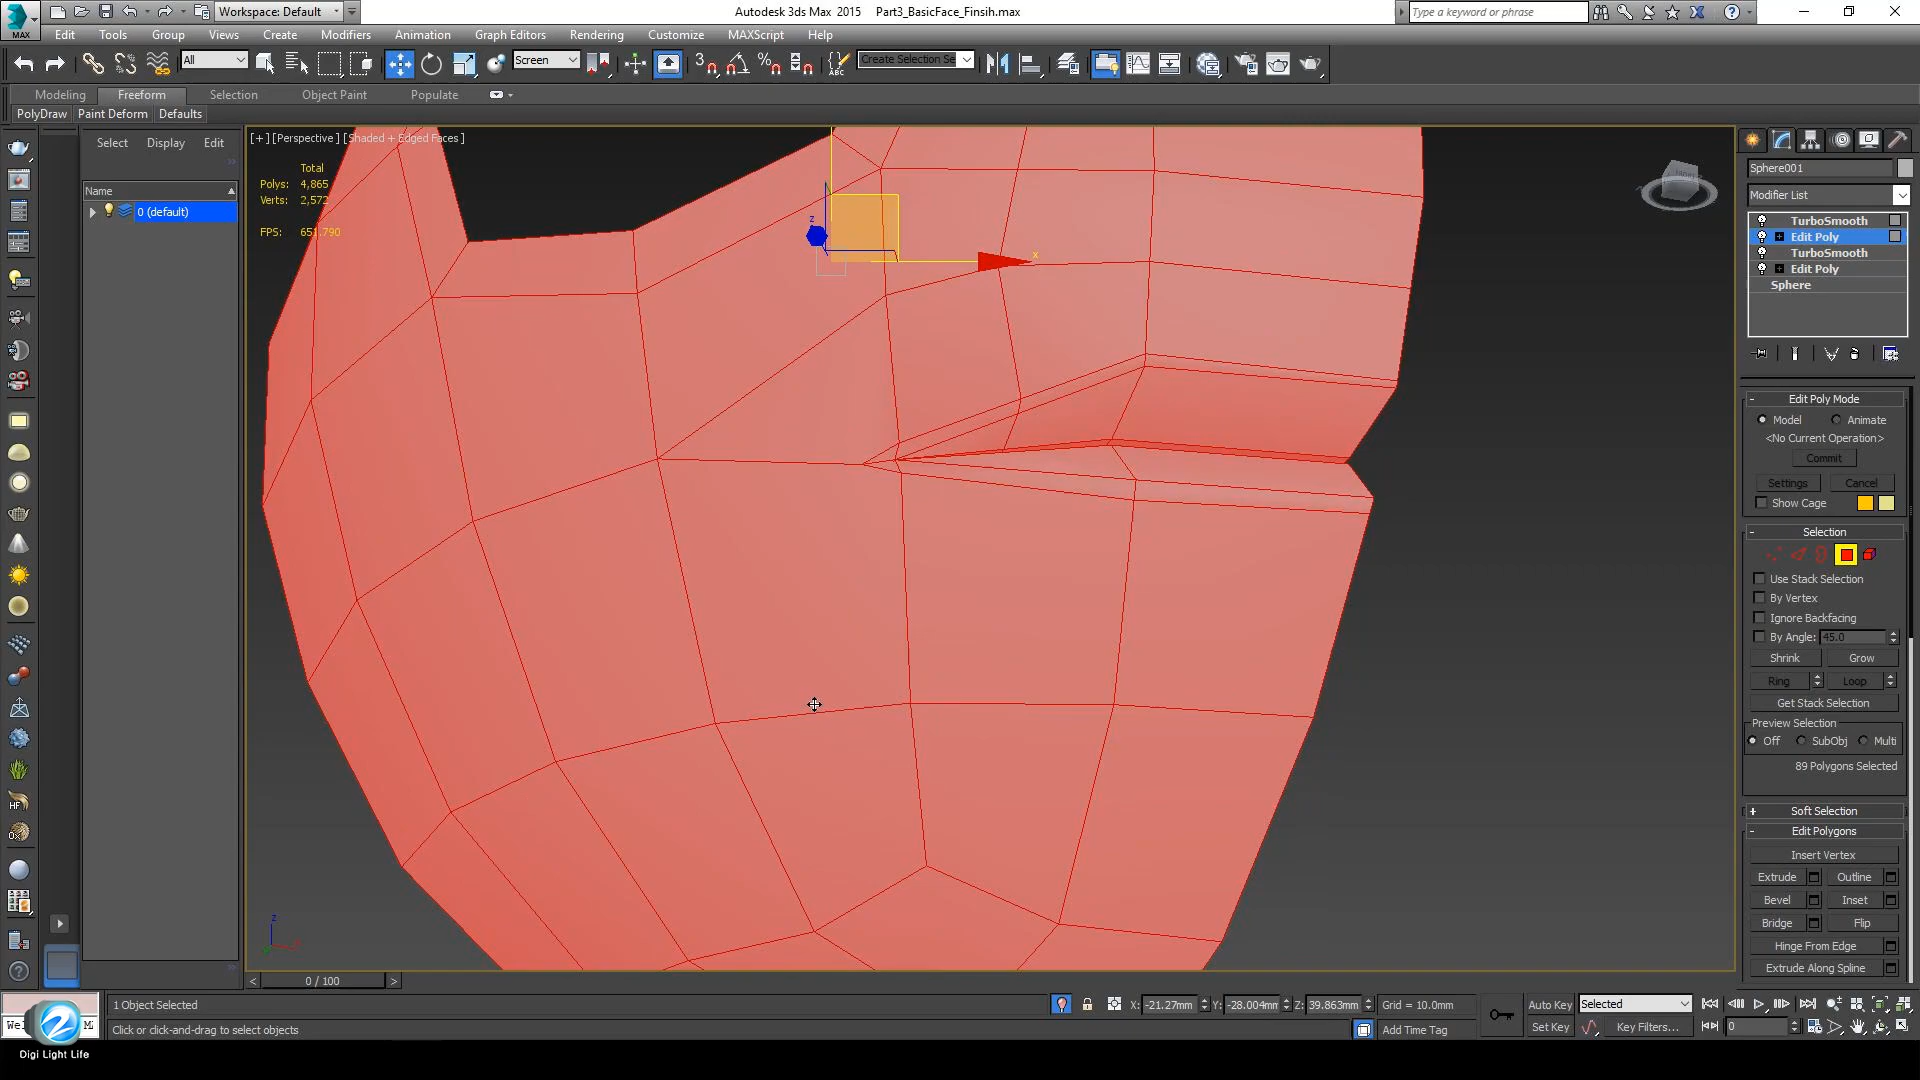 Workspace: Default
Autodesk 3ds Max 2015 Part3_BasicFace_Finsih.max
Type a keyword or phrase
MAX
Edit Tools Group Views Create Modifiers Animation Graph Editors Rendering Customize MAXScript Help
All
Screen
Create Selection Se
Modeling Freeform Selection Object Paint Populate
PolyDraw Paint Deform Defaults
Select Display Edit
Name
0 (default)
[+] [Perspective] [Shaded + Edged Faces]
Total
Polys: 4,865
Verts: 2,572
FPS: 651.790
z
x
z
Sphere001
Modifier List
TurboSmooth
Edit Poly
TurboSmooth
Edit Poly
Sphere
Edit Poly Mode
Model Animate
<No Current Operation>
Commit
Settings Cancel
Show Cage
Selection
Use Stack Selection
By Vertex
Ignore Backfacing
By Angle: 45.0
Shrink Grow
Ring Loop
Get Stack Selection
Preview Selection
Off SubObj Multi
89 Polygons Selected
Soft Selection
Edit Polygons
Insert Vertex
Extrude Outline
Bevel Inset
Bridge Flip
Hinge From Edge
Extrude Along Spline
< 0 / 100 >
1 Object Selected
X: -21.27mm Y: -28.004mm Z: 39.863mm Grid = 10.0mm
Auto Key Selected
Click or click-and-drag to select objects
Add Time Tag
Set Key Key Filters... 0
Digi Light Life